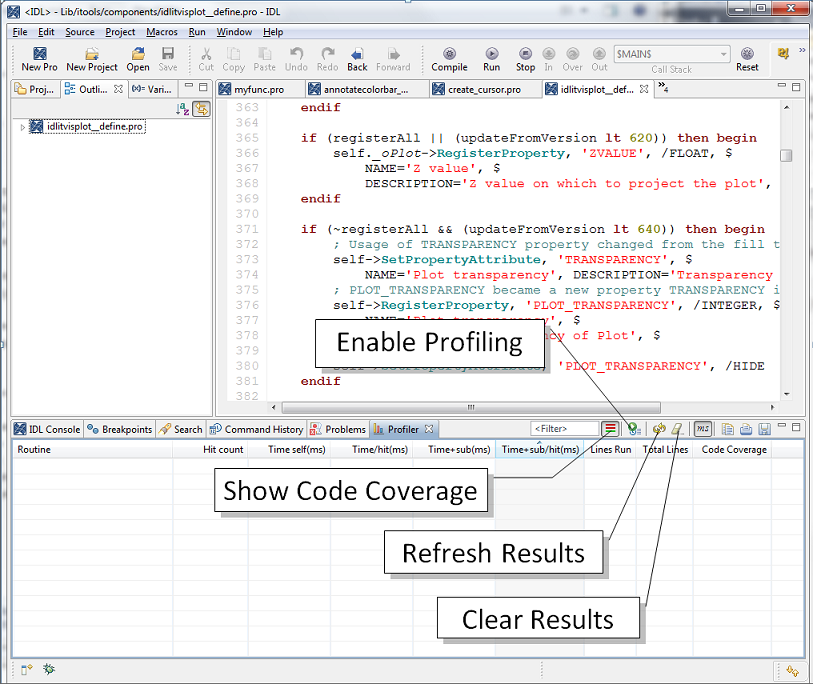 <IDL> - Lib/itools/components/idlitvisplot__define.pro - IDL
File Edit Source Project Macros Run Window Help
New Pro New Project Open Save Cut Copy Paste Undo Redo Back Forward Compile Run Stop In Over Out $MAIN$ Call Stack Reset
Proj... Outli... Vari... myfunc.pro annotatecolorbar_... create_cursor.pro idlitvisplot__def... »4
idlitvisplot__define.pro
363 endif
364
365 if (registerAll || (updateFromVersion lt 620)) then begin
366 self._oPlot->RegisterProperty, 'ZVALUE', /FLOAT, $
367 NAME='Z value', $
368 DESCRIPTION='Z value on which to project the plot',
369 endif
370
371 if (~registerAll && (updateFromVersion lt 640)) then begin
372 ; Usage of TRANSPARENCY property changed from the fill t
373 self->SetPropertyAttribute, 'TRANSPARENCY', $
374 NAME='Plot transparency', DESCRIPTION='Transparency
375 ; PLOT_TRANSPARENCY became a new property TRANSPARENCY i
376 self->RegisterProperty, 'PLOT_TRANSPARENCY', /INTEGER, $
377 NAME='Plot transparency', $
378 ncy of Plot', $
379
380 self->SetPropertyAttribute, 'PLOT_TRANSPARENCY', /HIDE
381 endif
382
Enable Profiling
IDL Console Breakpoints Search Command History Problems Profiler <Filter> ms
Routine Hit count Time self(ms) Time/hit(ms) Time+sub(ms) Time+sub/hit(ms) Lines Run Total Lines Code Coverage
Show Code Coverage
Refresh Results
Clear Results